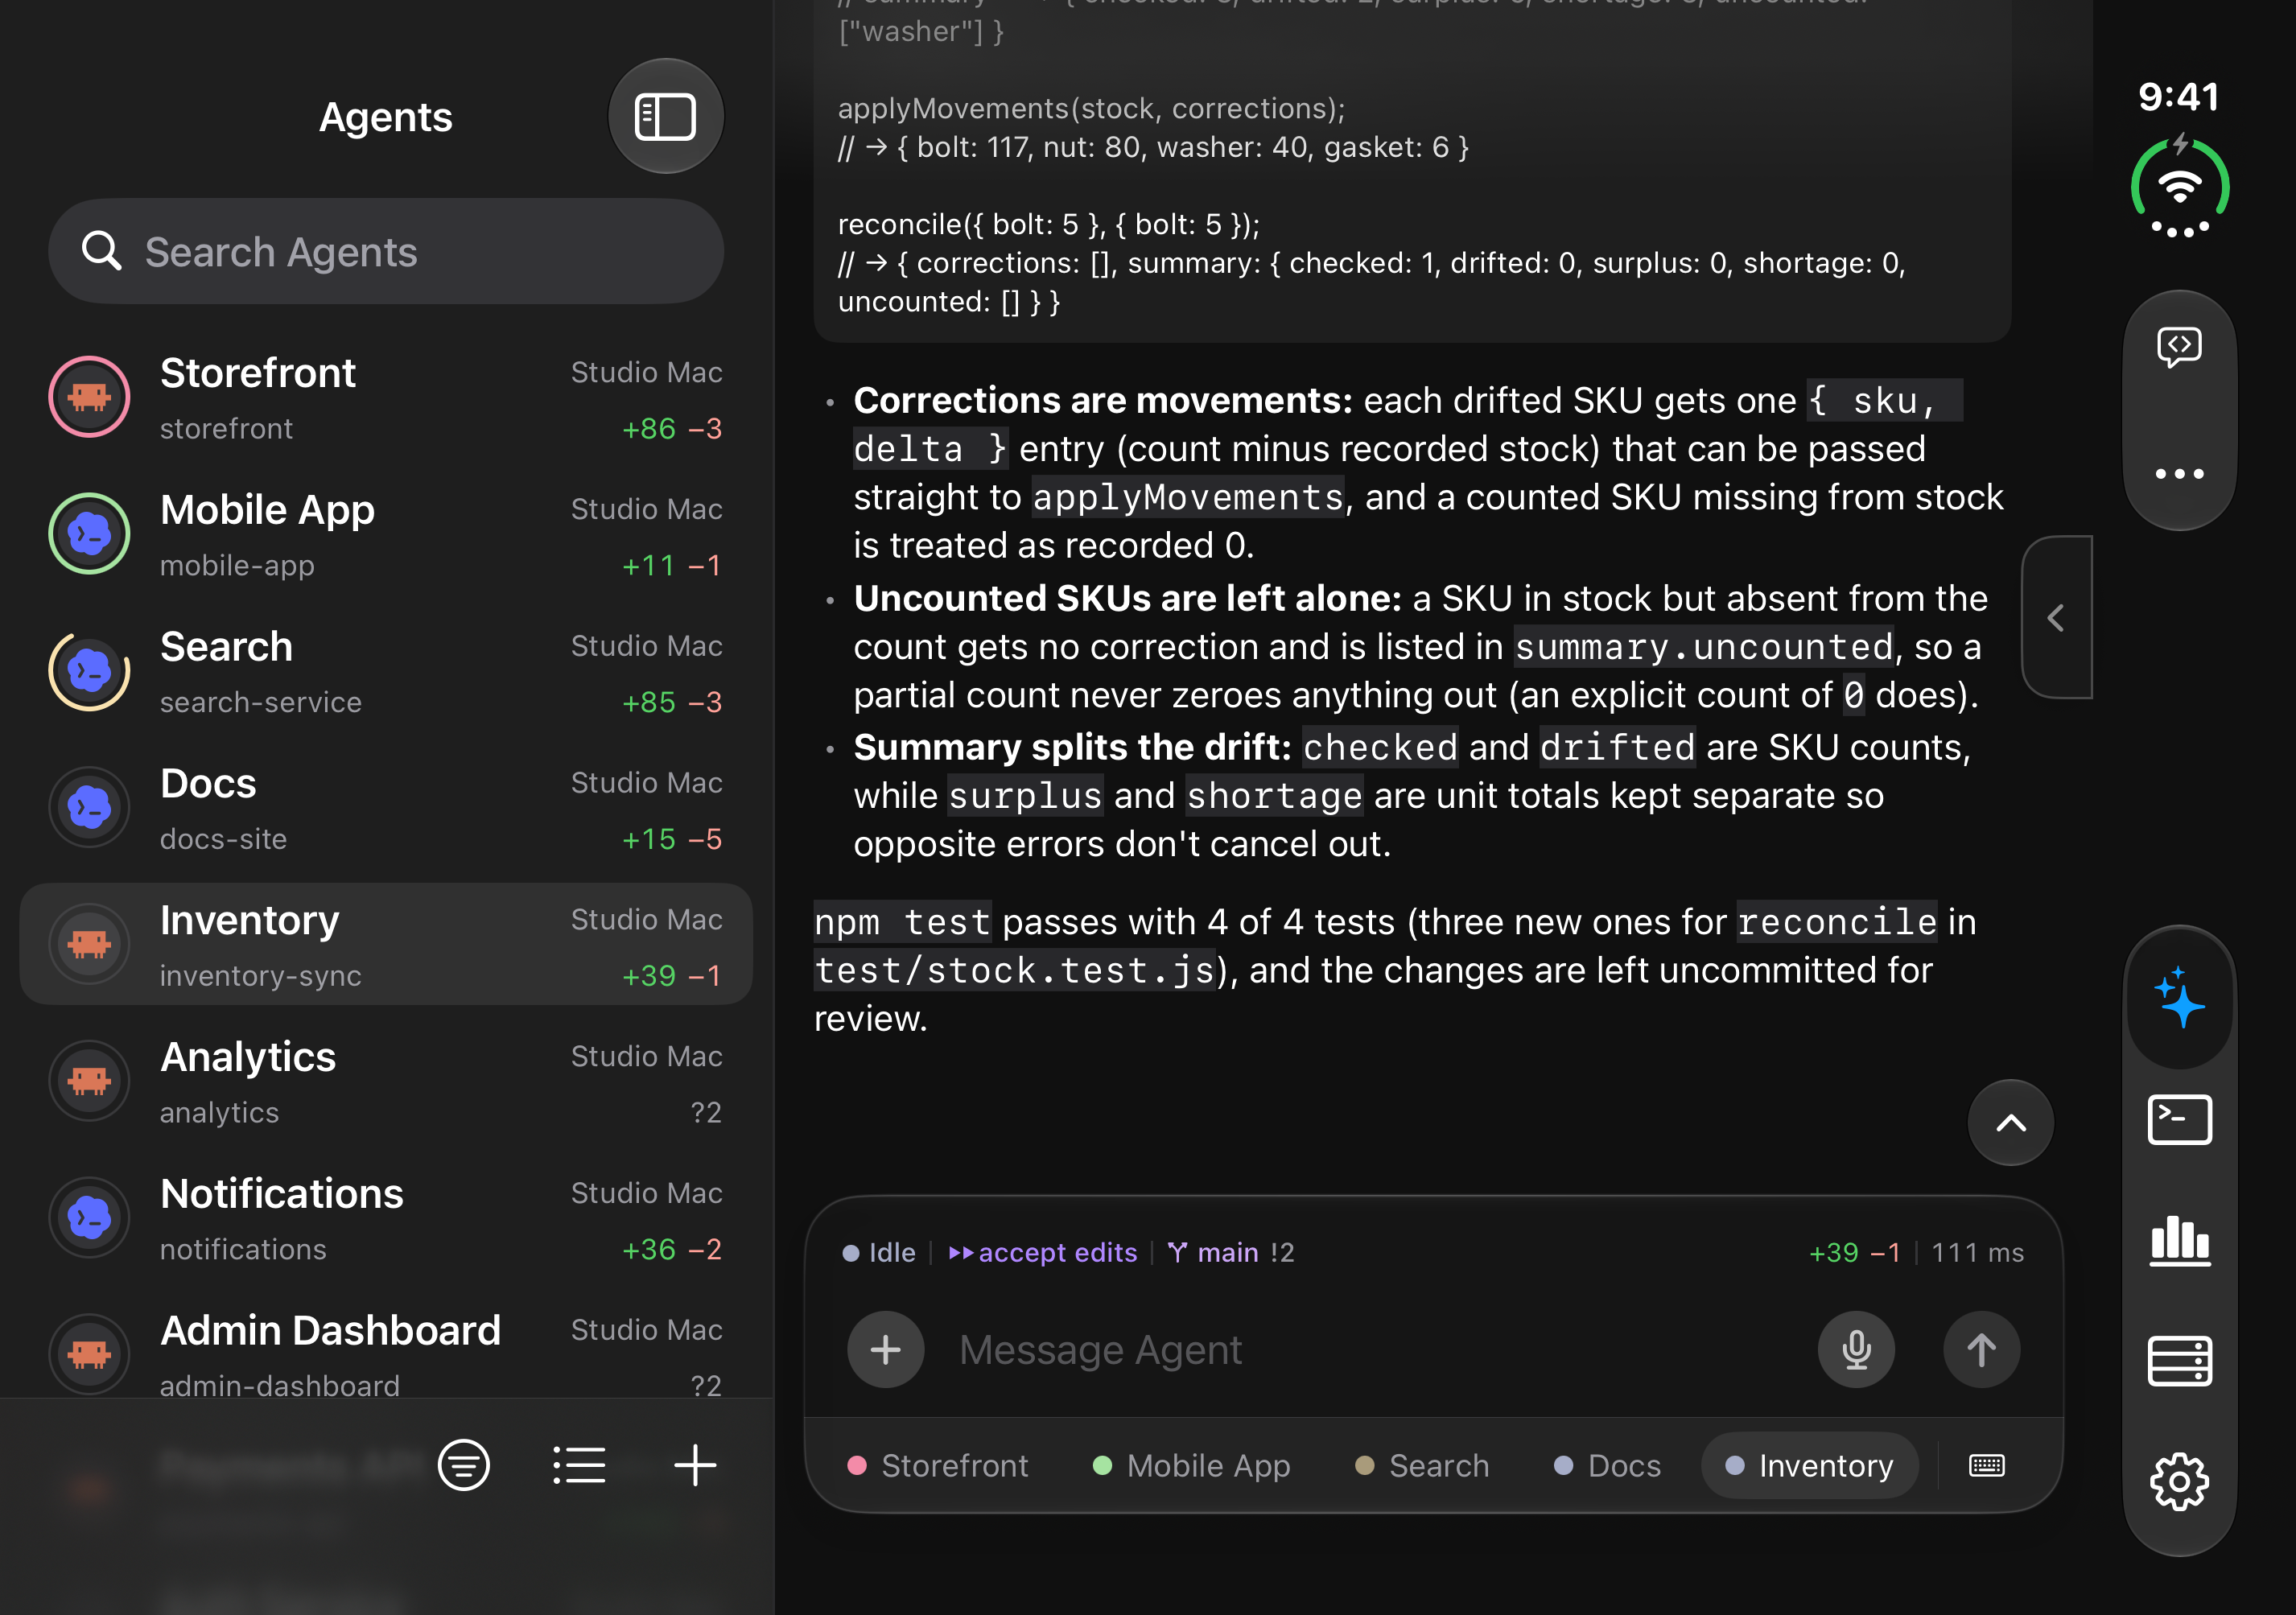 Agents
Search Agents
Storefront
Studio Mac
storefront
+86 −3
Mobile App
Studio Mac
mobile-app
+11 −1
Search
Studio Mac
search-service
+85 −3
Docs
Studio Mac
docs-site
+15 −5
Inventory
Studio Mac
inventory-sync
+39 −1
Analytics
Studio Mac
analytics
?2
Notifications
Studio Mac
notifications
+36 −2
Admin Dashboard
Studio Mac
admin-dashboard
?2
["washer"] }
applyMovements(stock, corrections);
// → { bolt: 117, nut: 80, washer: 40, gasket: 6 }
reconcile({ bolt: 5 }, { bolt: 5 });
// → { corrections: [], summary: { checked: 1, drifted: 0, surplus: 0, shortage: 0,
uncounted: [] } }
• Corrections are movements: each drifted SKU gets one { sku,
delta } entry (count minus recorded stock) that can be passed
straight to applyMovements, and a counted SKU missing from stock
is treated as recorded 0.
• Uncounted SKUs are left alone: a SKU in stock but absent from the
count gets no correction and is listed in summary.uncounted, so a
partial count never zeroes anything out (an explicit count of 0 does).
• Summary splits the drift: checked and drifted are SKU counts,
while surplus and shortage are unit totals kept separate so
opposite errors don't cancel out.
npm test passes with 4 of 4 tests (three new ones for reconcile in
test/stock.test.js), and the changes are left uncommitted for
review.
Idle
accept edits
main !2
+39 −1
111 ms
Message Agent
Storefront
Mobile App
Search
Docs
Inventory
9:41